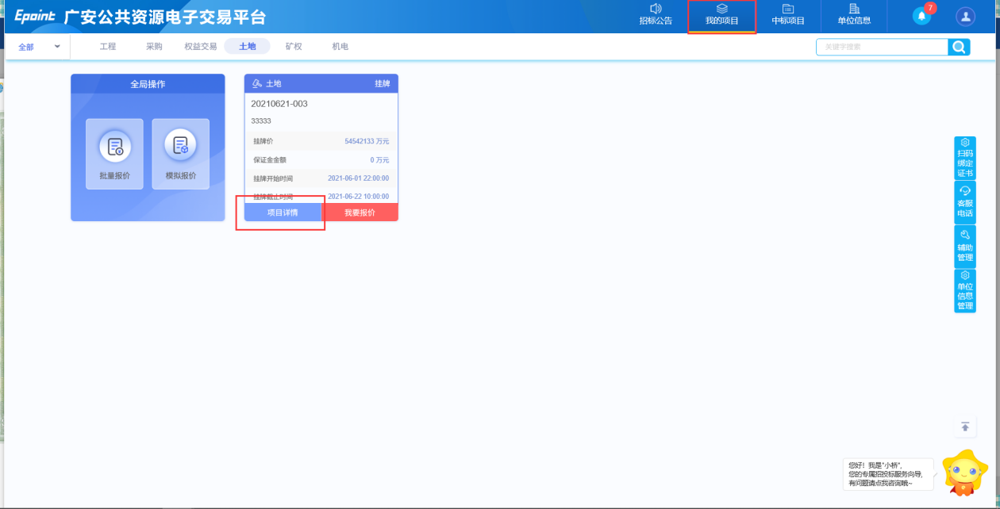 Epoint 广安公共资源电子交易平台
招标公告
我的项目
中标项目
单位信息
7
全部
工程
采购
权益交易
土地
矿权
机电
关键字搜索
全局操作
批量报价
模拟报价
土地 挂牌
20210621-003
33333
挂牌价 54542133 万元
保证金金额 0 万元
挂牌开始时间 2021-06-01 22:00:00
挂牌截止时间 2021-06-22 10:00:00
项目详情 我要报价
扫码
绑定
证书
客服
电话
辅助
管理
单位
信息
管理
您好！我是"小桥",
您的专属招投标服务向导,
有问题请点我咨询哦~